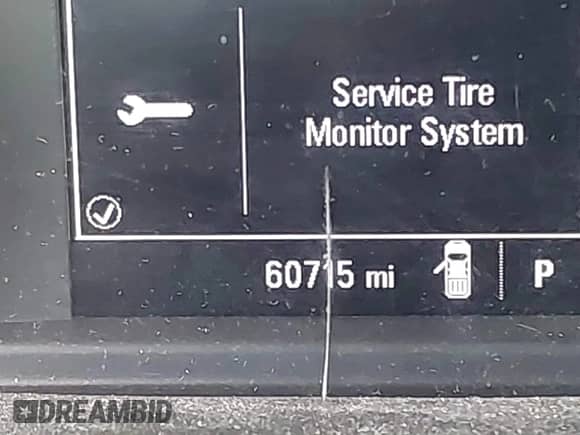 Service Tire
Monitor System
60715 mi
P
DREAMBID